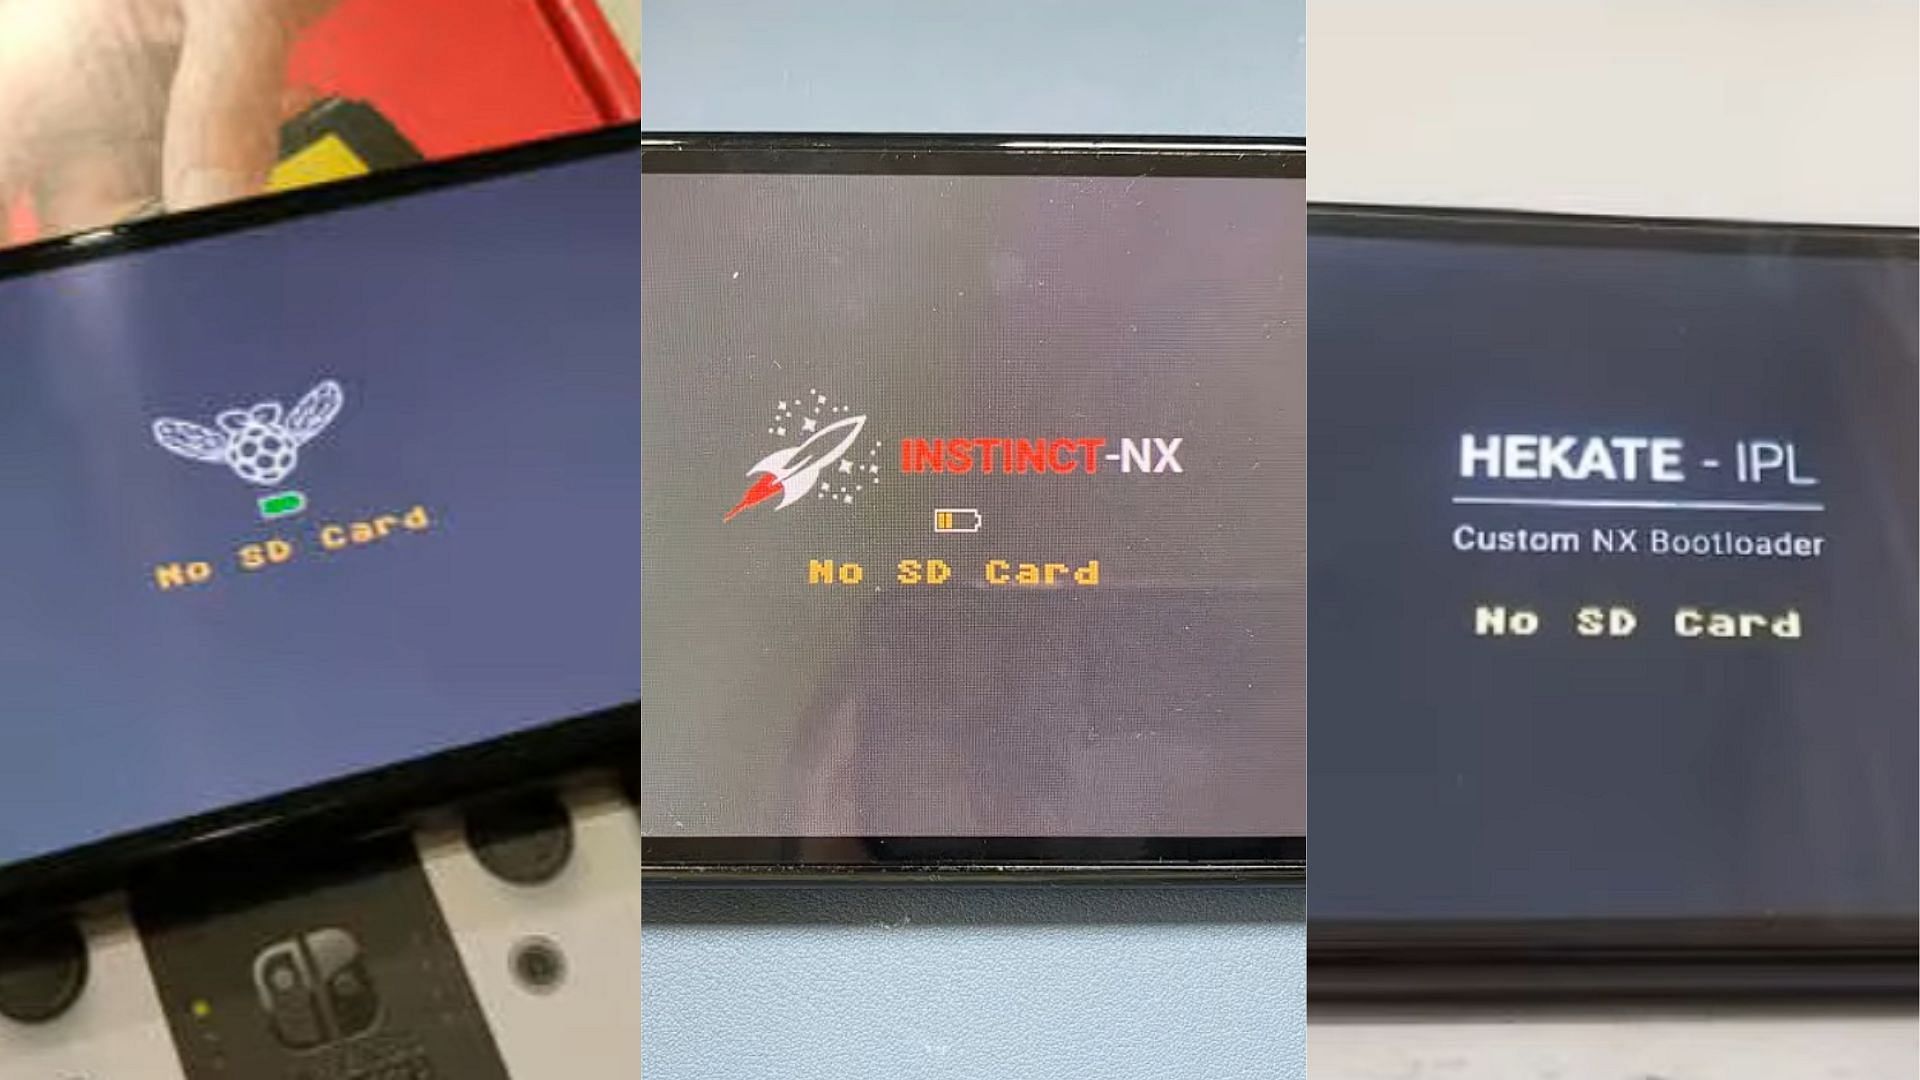 No SD Card
INSTINCT-NX
No SD Card
HEKATE - IPL
Custom NX Bootloader
No SD Card